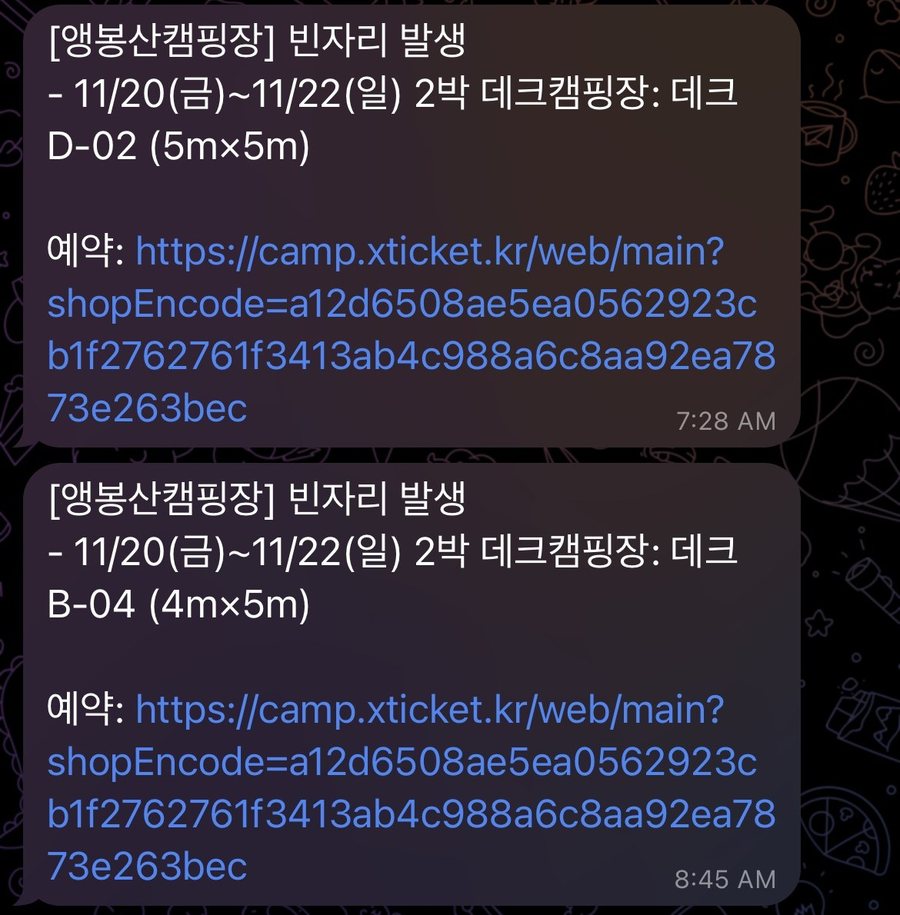 [앵봉산캠핑장] 빈자리 발생
- 11/20(금)~11/22(일) 2박 데크캠핑장: 데크
D-02 (5m×5m)
예약: https://camp.xticket.kr/web/main?
shopEncode=a12d6508ae5ea0562923c
b1f2762761f3413ab4c988a6c8aa92ea78
73e263bec
7:28 AM
[앵봉산캠핑장] 빈자리 발생
- 11/20(금)~11/22(일) 2박 데크캠핑장: 데크
B-04 (4m×5m)
예약: https://camp.xticket.kr/web/main?
shopEncode=a12d6508ae5ea0562923c
b1f2762761f3413ab4c988a6c8aa92ea78
73e263bec
8:45 AM